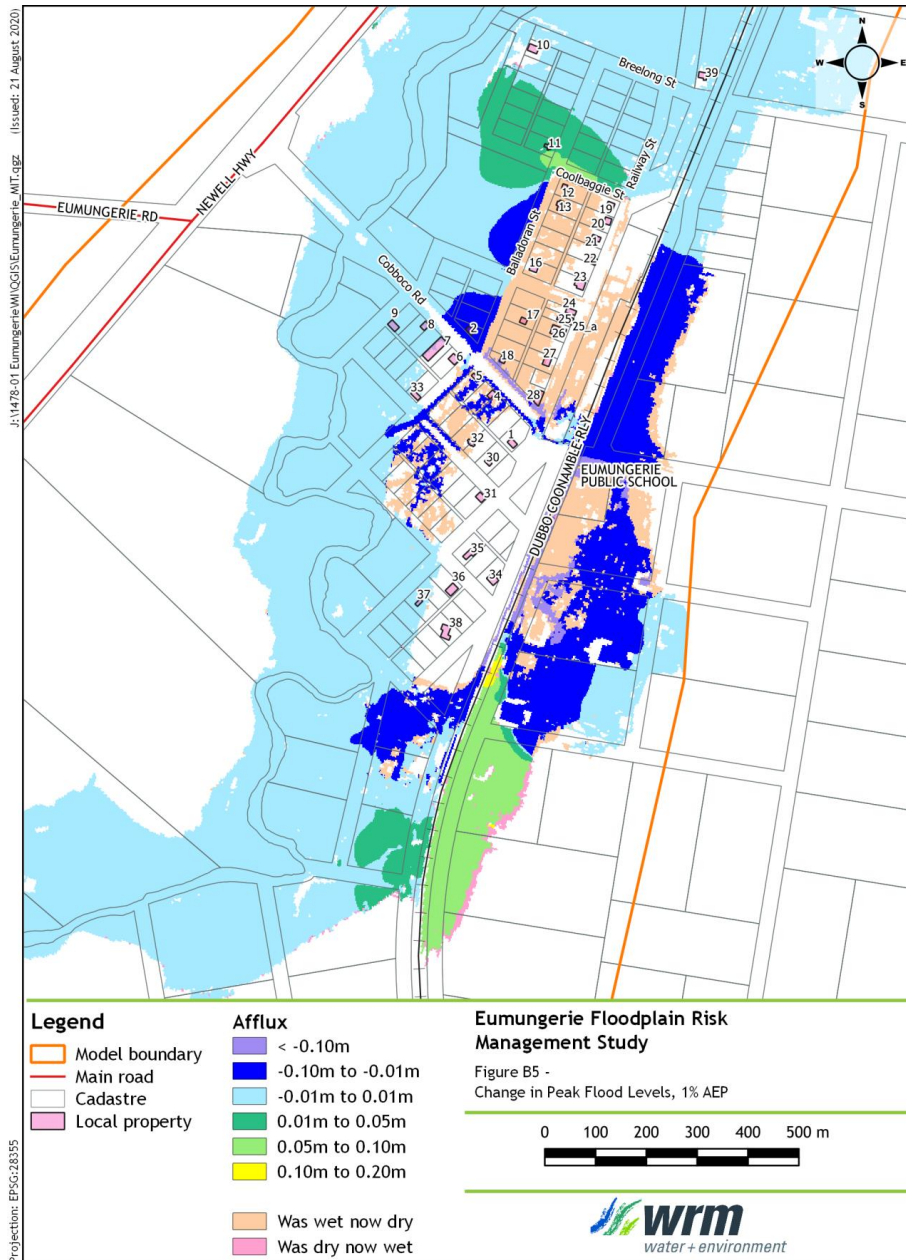 J:\1478-01 Eumungerie\WI\QGIS\Eumungerie_MIT.qgz (Issued: 21 August 2020)
N
W E
S
10
Breelong St
39
11
Railway St
NEWELL-HWY
EUMUNGERIE-RD
Coolbaggie St
12
13
19
20
Balladoran St
21
22
16
23
Cobboco Rd
24
17
25
25_a
26
9
8
2
7
6
18
27
5
4
28
33
32
1
30
EUMUNGERIE
PUBLIC SCHOOL
DUBBO-COONAMBLE-RLY
31
35
34
36
37
38
Legend
Model boundary
Main road
Cadastre
Local property
Afflux
< -0.10m
-0.10m to -0.01m
-0.01m to 0.01m
0.01m to 0.05m
0.05m to 0.10m
0.10m to 0.20m
Was wet now dry
Was dry now wet
Eumungerie Floodplain Risk
Management Study
Figure B5 -
Change in Peak Flood Levels, 1% AEP
0 100 200 300 400 500 m
wrm
water + environment
Projection: EPSG:28355